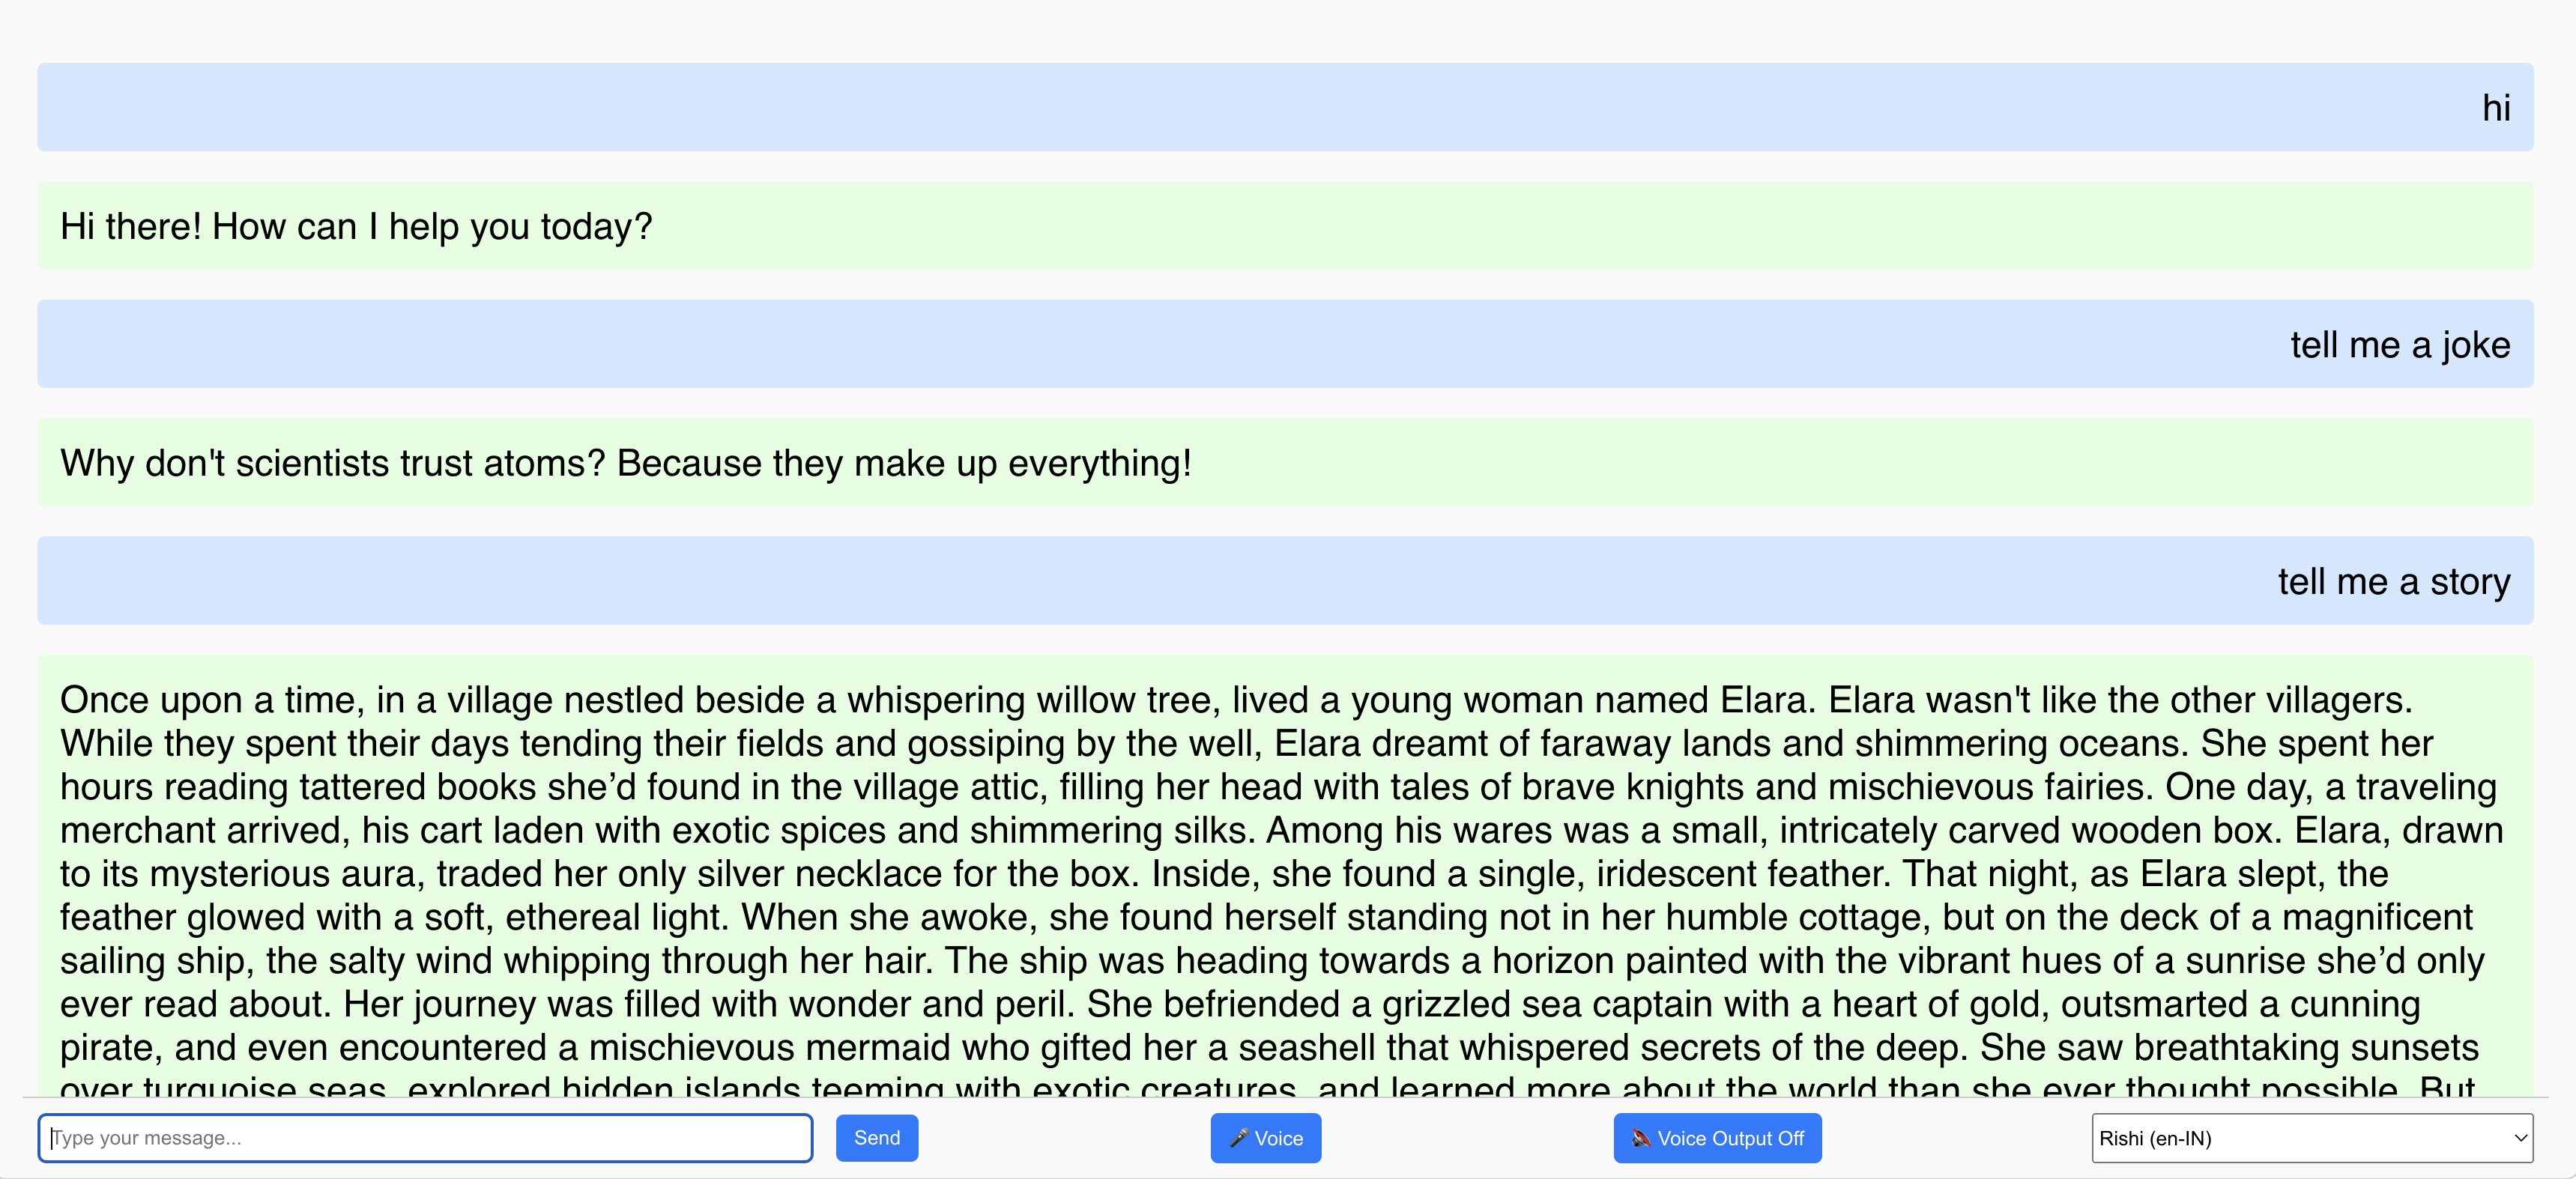 hi
Hi there! How can I help you today?
tell me a joke
Why don't scientists trust atoms? Because they make up everything!
tell me a story
Once upon a time, in a village nestled beside a whispering willow tree, lived a young woman named Elara. Elara wasn't like the other villagers.
While they spent their days tending their fields and gossiping by the well, Elara dreamt of faraway lands and shimmering oceans. She spent her
hours reading tattered books she’d found in the village attic, filling her head with tales of brave knights and mischievous fairies. One day, a traveling
merchant arrived, his cart laden with exotic spices and shimmering silks. Among his wares was a small, intricately carved wooden box. Elara, drawn
to its mysterious aura, traded her only silver necklace for the box. Inside, she found a single, iridescent feather. That night, as Elara slept, the
feather glowed with a soft, ethereal light. When she awoke, she found herself standing not in her humble cottage, but on the deck of a magnificent
sailing ship, the salty wind whipping through her hair. The ship was heading towards a horizon painted with the vibrant hues of a sunrise she’d only
ever read about. Her journey was filled with wonder and peril. She befriended a grizzled sea captain with a heart of gold, outsmarted a cunning
pirate, and even encountered a mischievous mermaid who gifted her a seashell that whispered secrets of the deep. She saw breathtaking sunsets
over turquoise seas, explored hidden islands teeming with exotic creatures, and learned more about the world than she ever thought possible. But
Type your message...
Send
Voice
Voice Output Off
Rishi (en-IN)